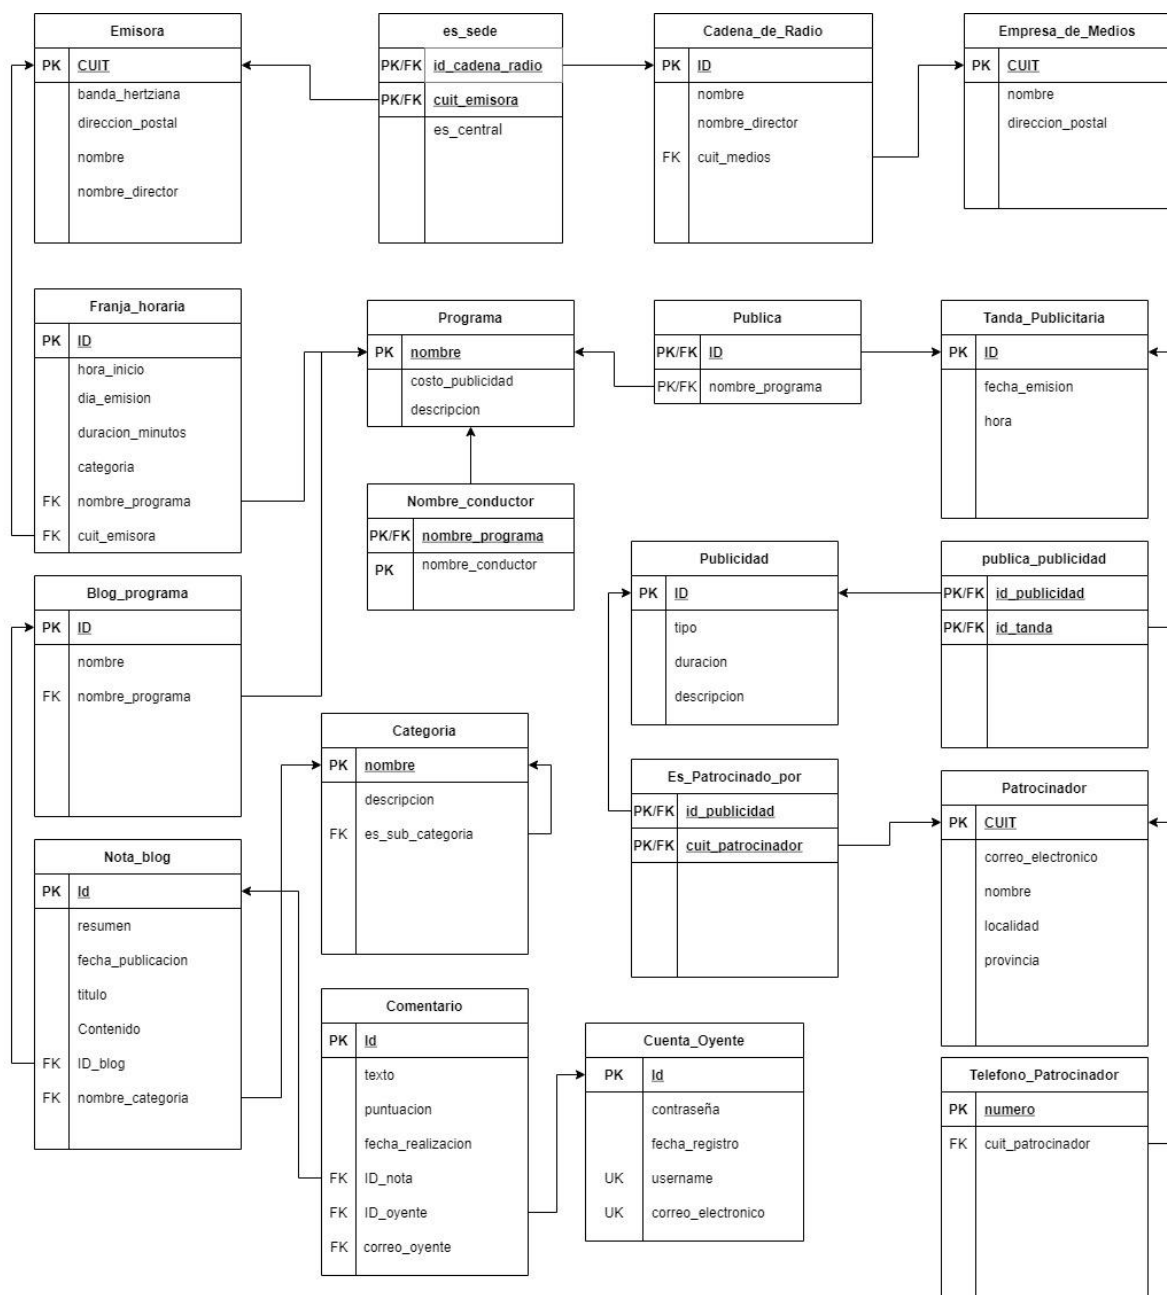 Emisora
PK CUIT
banda_hertziana
direccion_postal
nombre
nombre_director
es_sede
PK/FK id_cadena_radio
PK/FK cuit_emisora
es_central
Cadena_de_Radio
PK ID
nombre
nombre_director
FK cuit_medios
Empresa_de_Medios
PK CUIT
nombre
direccion_postal
Franja_horaria
PK ID
hora_inicio
dia_emision
duracion_minutos
categoria
FK nombre_programa
FK cuit_emisora
Programa
PK nombre
costo_publicidad
descripcion
Publica
PK/FK ID
PK/FK nombre_programa
Tanda_Publicitaria
PK ID
fecha_emision
hora
Nombre_conductor
PK/FK nombre_programa
PK nombre_conductor
Blog_programa
PK ID
nombre
FK nombre_programa
Publicidad
PK ID
tipo
duracion
descripcion
publica_publicidad
PK/FK id_publicidad
PK/FK id_tanda
Categoria
PK nombre
descripcion
FK es_sub_categoria
Es_Patrocinado_por
PK/FK id_publicidad
PK/FK cuit_patrocinador
Patrocinador
PK CUIT
correo_electronico
nombre
localidad
provincia
Nota_blog
PK Id
resumen
fecha_publicacion
titulo
Contenido
FK ID_blog
FK nombre_categoria
Comentario
PK Id
texto
puntuacion
fecha_realizacion
FK ID_nota
FK ID_oyente
FK correo_oyente
Cuenta_Oyente
PK Id
contraseña
fecha_registro
UK username
UK correo_electronico
Telefono_Patrocinador
PK numero
FK cuit_patrocinador